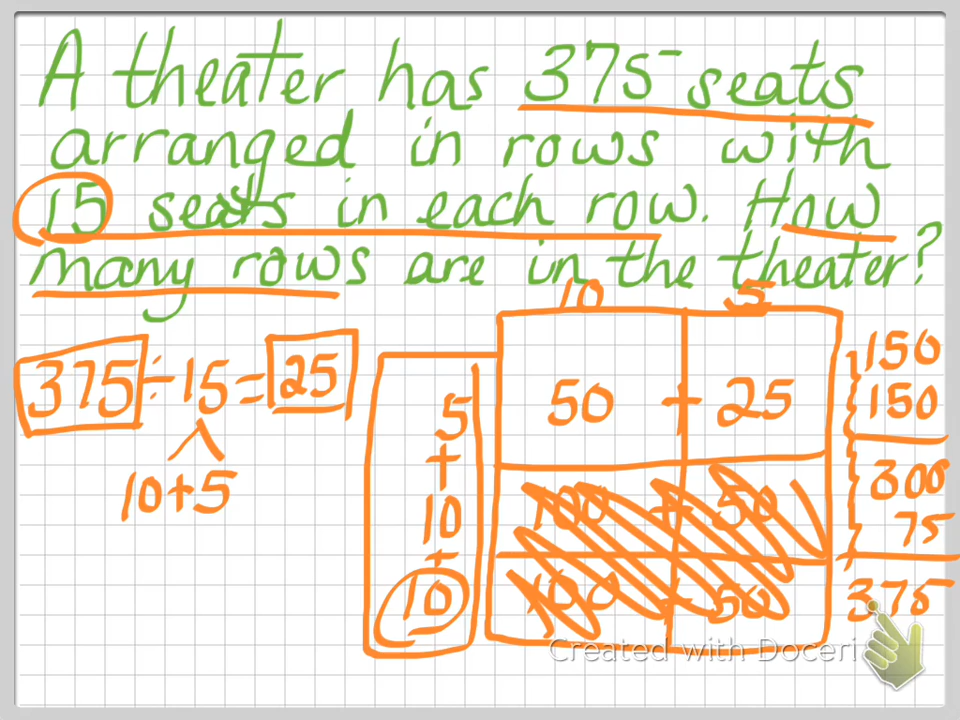 A theater has 375 seats
arranged in rows with
15 seats in each row. How
many rows are in the theater?
375 ÷ 15 = 25
10+5
10 5
5 50 + 25
+
10 100 + 50
+
10 100 + 50
150
150
300
75
375
Created with Doceri